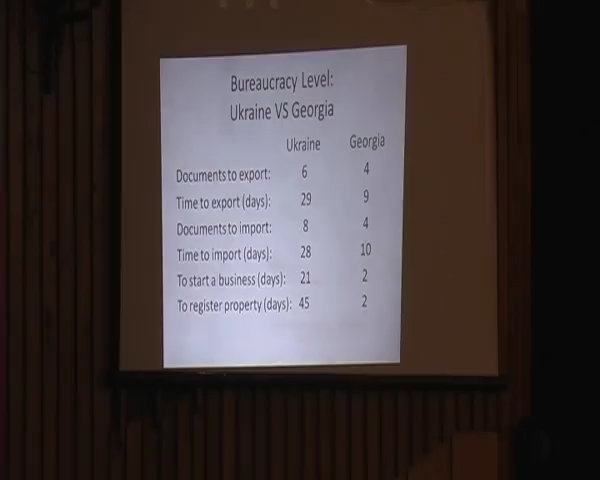 Bureaucracy Level:
Ukraine VS Georgia
Ukraine Georgia
Documents to export: 6 4
Time to export (days): 29 9
Documents to import: 8 4
Time to import (days): 28 10
To start a business (days): 21 2
To register property (days): 45 2